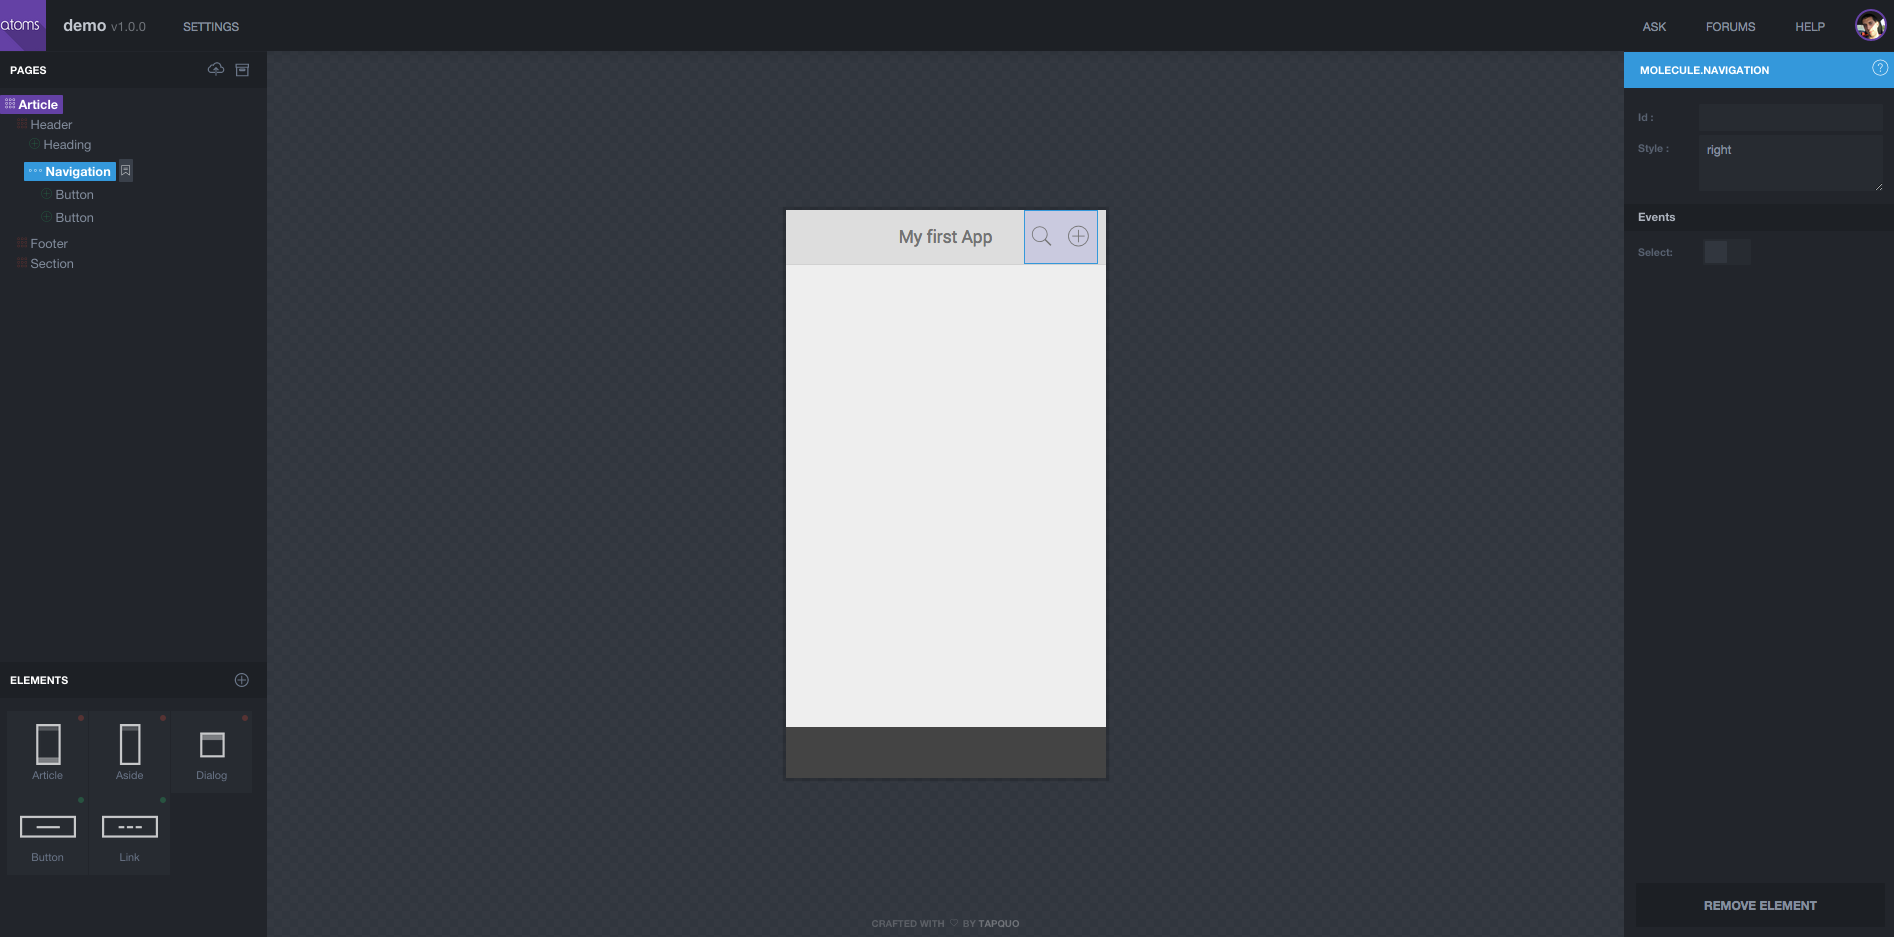 atoms
demo v1.0.0
SETTINGS
ASK
FORUMS
HELP
PAGES
Article
Header
Heading
Navigation
Button
Button
Footer
Section
ELEMENTS
Article
Aside
Dialog
Button
Link
My first App
CRAFTED WITH ♡ BY TAPQUO
MOLECULE.NAVIGATION
?
Id :
Style :
right
Events
Select:
REMOVE ELEMENT